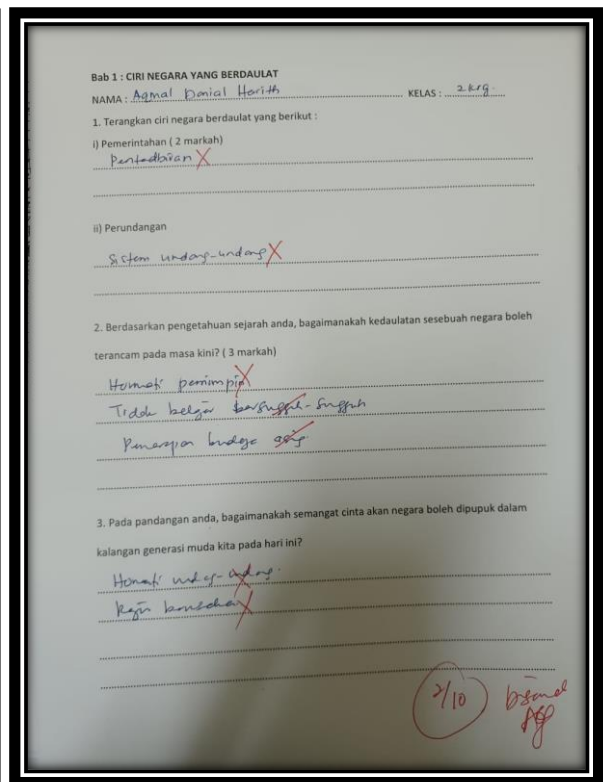 Bab 1 : CIRI NEGARA YANG BERDAULAT
NAMA : Aqmal Danial Harith KELAS : 2 krg
1. Terangkan ciri negara berdaulat yang berikut :
i) Pemerintahan ( 2 markah)
Pentadbiran
ii) Perundangan
Sistem undang-undang
2. Berdasarkan pengetahuan sejarah anda, bagaimanakah kedaulatan sesebuah negara boleh
terancam pada masa kini? ( 3 markah)
Hormati pemimpin
Tidak belajar bersungguh-sungguh
Penerapan budaya
3. Pada pandangan anda, bagaimanakah semangat cinta akan negara boleh dipupuk dalam
kalangan generasi muda kita pada hari ini?
Hormati undang-undang.
Rajin
2/10